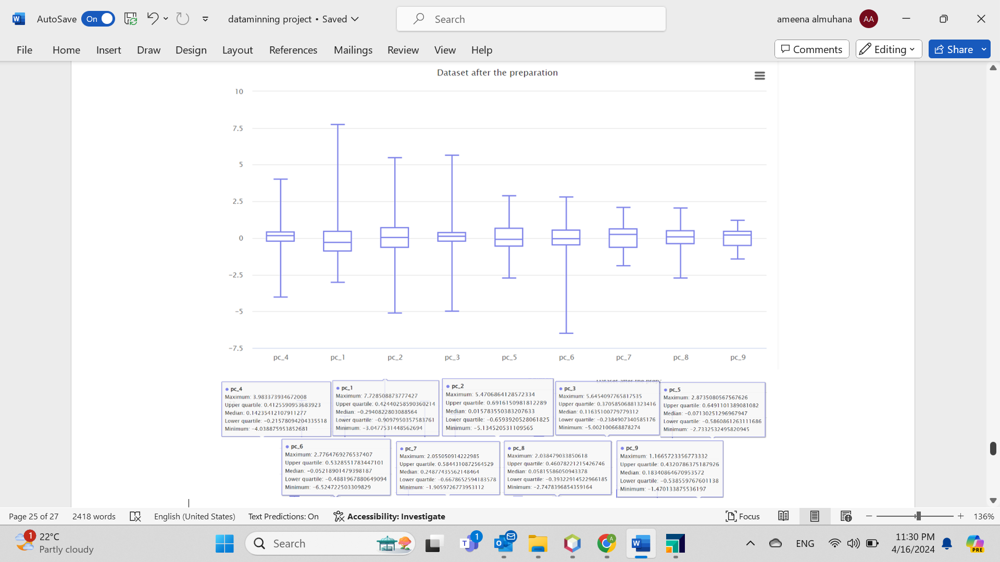 AutoSave On dataminning project • Saved Search ameena almuhana AA
File Home Insert Draw Design Layout References Mailings Review View Help Comments Editing Share
Dataset after the preparation
10
7.5
5
2.5
0
-2.5
-5
-7.5
pc_4 pc_1 pc_2 pc_3 pc_5 pc_6 pc_7 pc_8 pc_9
pc_4
Maximum: 3.983373934672008
Upper quartile: 0.4125590953683923
Median: 0.14235412107911277
Lower quartile: -0.21578094204335518
Minimum: -4.038875953852681
pc_1
Maximum: 7.728508873777427
Upper quartile: 0.42440258590360214
Median: -0.2940822803088564
Lower quartile: -0.9097950357583761
Minimum: -3.0477531448562694
pc_2
Maximum: 5.4706864128572334
Upper quartile: 0.6916150981812289
Median: 0.015783550383207633
Lower quartile: -0.6593920528061825
Minimum: -5.134520531109565
Dataset after the prep
pc_3
Maximum: 5.6454097765817535
Upper quartile: 0.37058506881323416
Median: 0.11635100779779312
Lower quartile: -0.2384907340585176
Minimum: -5.002100668878274
pc_5
Maximum: 2.8735080567567626
Upper quartile: 0.6491101389081082
Median: -0.07130251296967947
Lower quartile: -0.5860861263111686
Minimum: -2.7332532495820945
pc_6
Maximum: 2.7764769276537407
Upper quartile: 0.5328551783447101
Median: -0.05218901479398187
Lower quartile: -0.4881967880649094
Minimum: -6.524722503309829
pc_7
Maximum: 2.055050914222985
Upper quartile: 0.5844310872564529
Median: 0.24877435562148464
Lower quartile: -0.6678652594183578
Minimum: -1.9059726773953112
pc_8
Maximum: 2.038479033850618
Upper quartile: 0.46078221215426746
Median: 0.05815586050943378
Lower quartile: -0.39322914522966185
Minimum: -2.7478396854359164
pc_9
Maximum: 1.1665723356773332
Upper quartile: 0.4320786375187926
Median: 0.18340864670953572
Lower quartile: -0.538559767601138
Minimum: -1.470133875536197
Page 25 of 27 2418 words English (United States) Text Predictions: On Accessibility: Investigate Focus 136%
1 22°C
Partly cloudy
Search 1 ENG
11:30 PM
4/16/2024
PRE